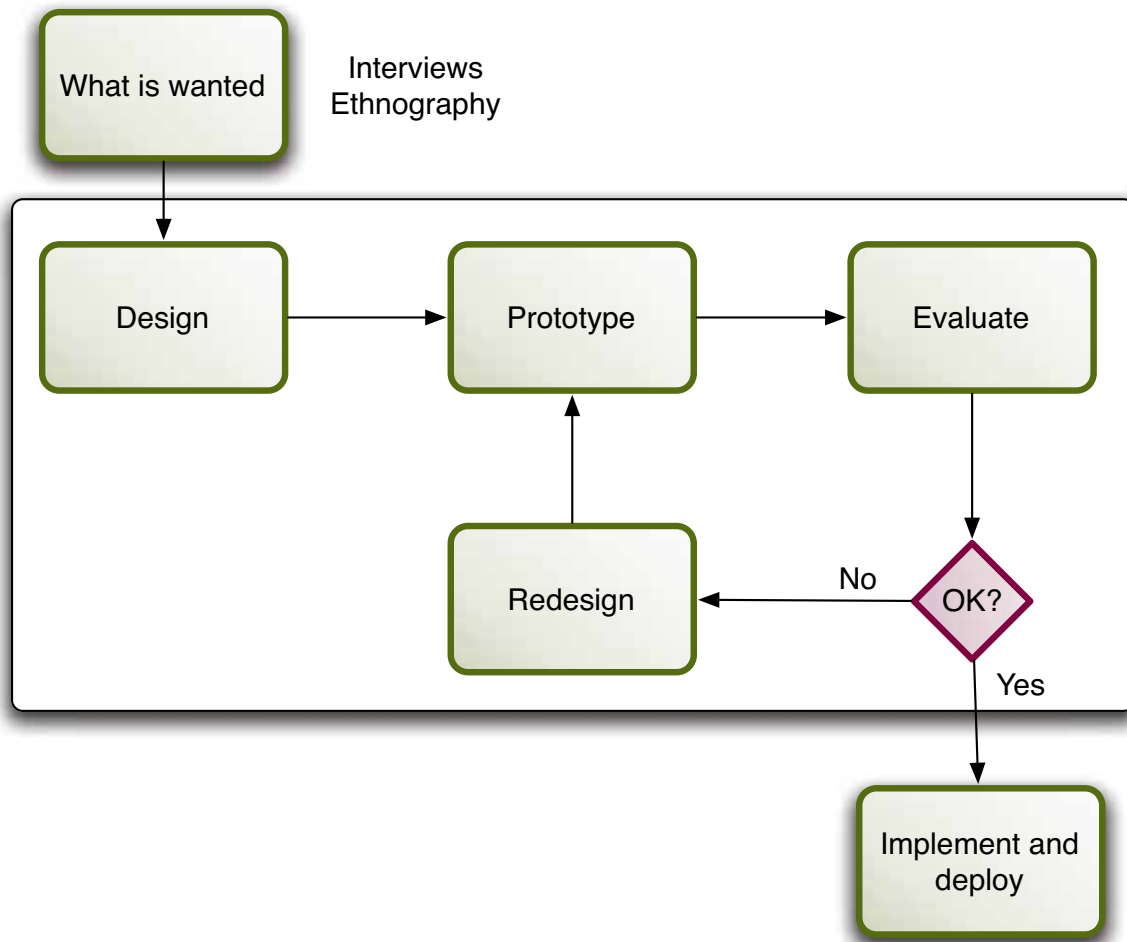 What is wanted
Interviews
Ethnography
Design
Prototype
Evaluate
Redesign
No
OK?
Yes
Implement and
deploy